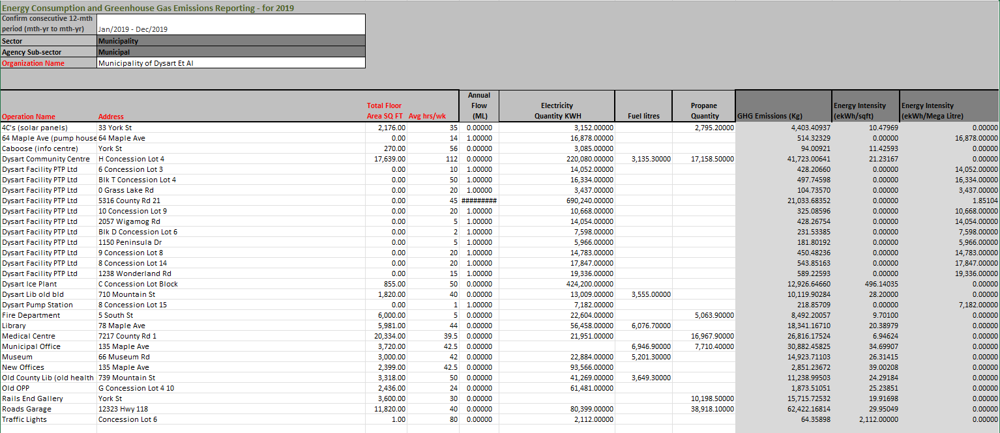 Energy Consumption and Greenhouse Gas Emissions Reporting - for 2019
Confirm consecutive 12-mth
period (mth-yr to mth-yr) Jan/2019 - Dec/2019
Sector Municipality
Agency Sub-sector Municipal
Organization Name Municipality of Dysart Et Al
Annual
Total Floor Flow Electricity Propane Energy Intensity Energy Intensity
Operation Name Address Area SQ FT Avg hrs/wk (ML) Quantity KWH Fuel litres Quantity GHG Emissions (Kg) (ekWh/sqft) (ekWh/Mega Litre)
4C's (solar panels) 33 York St 2,176.00 35 0.00000 3,152.00000 2,795.20000 4,403.40937 10.47969 0.00000
64 Maple Ave (pump house 64 Maple Ave 0.00 14 1.00000 16,878.00000 514.32329 0.00000 16,878.00000
Caboose (info centre) York St 270.00 56 0.00000 3,085.00000 94.00921 11.42593 0.00000
Dysart Community Centre H Concession Lot 4 17,639.00 112 0.00000 220,080.00000 3,135.30000 17,158.50000 41,723.00641 21.23167 0.00000
Dysart Facility PTP Ltd 6 Concession Lot 3 0.00 10 1.00000 14,052.00000 428.20660 0.00000 14,052.00000
Dysart Facility PTP Ltd Blk T Concession Lot 4 0.00 50 1.00000 16,334.00000 497.74598 0.00000 16,334.00000
Dysart Facility PTP Ltd 0 Grass Lake Rd 0.00 20 1.00000 3,437.00000 104.73570 0.00000 3,437.00000
Dysart Facility PTP Ltd 5316 County Rd 21 0.00 45 ######### 690,240.00000 21,033.68352 0.00000 1.85104
Dysart Facility PTP Ltd 10 Concession Lot 9 0.00 20 1.00000 10,668.00000 325.08596 0.00000 10,668.00000
Dysart Facility PTP Ltd 2057 Wigamog Rd 0.00 5 1.00000 14,054.00000 428.26754 0.00000 14,054.00000
Dysart Facility PTP Ltd Blk D Concession Lot 6 0.00 2 1.00000 7,598.00000 231.53385 0.00000 7,598.00000
Dysart Facility PTP Ltd 1150 Peninsula Dr 0.00 5 1.00000 5,966.00000 181.80192 0.00000 5,966.00000
Dysart Facility PTP Ltd 9 Concession Lot 8 0.00 20 1.00000 14,783.00000 450.48236 0.00000 14,783.00000
Dysart Facility PTP Ltd 8 Concession Lot 14 0.00 20 1.00000 17,847.00000 543.85163 0.00000 17,847.00000
Dysart Facility PTP Ltd 1238 Wonderland Rd 0.00 15 1.00000 19,336.00000 589.22593 0.00000 19,336.00000
Dysart Ice Plant C Concession Lot Block 855.00 50 0.00000 424,200.00000 12,926.64660 496.14035 0.00000
Dysart Lib old bld 710 Mountain St 1,820.00 40 0.00000 13,009.00000 3,555.00000 10,119.90284 28.20000 0.00000
Dysart Pump Station 8 Concession Lot 15 0.00 1 1.00000 7,182.00000 218.85709 0.00000 7,182.00000
Fire Department 5 South St 6,000.00 5 0.00000 22,604.00000 5,063.90000 8,492.20057 9.70100 0.00000
Library 78 Maple Ave 5,981.00 44 0.00000 56,458.00000 6,076.70000 18,341.16710 20.38979 0.00000
Medical Centre 7217 County Rd 1 20,334.00 39.5 0.00000 21,951.00000 16,967.90000 26,816.17524 6.94624 0.00000
Municipal Office 135 Maple Ave 3,720.00 42.5 0.00000 6,946.90000 7,710.40000 30,882.45825 34.69907 0.00000
Museum 66 Museum Rd 3,000.00 42 0.00000 22,884.00000 5,201.30000 14,923.71103 26.31415 0.00000
New Offices 135 Maple Ave 2,399.00 42.5 0.00000 93,566.00000 2,851.23672 39.00208 0.00000
Old County Lib (old health 739 Mountain St 3,318.00 50 0.00000 41,269.00000 3,649.30000 11,238.99503 24.29184 0.00000
Old OPP G Concession Lot 4 10 2,436.00 24 0.00000 61,481.00000 1,873.51051 25.23851 0.00000
Rails End Gallery York St 3,600.00 30 0.00000 10,198.50000 15,715.72532 19.91698 0.00000
Roads Garage 12323 Hwy 118 11,820.00 40 0.00000 80,399.00000 38,918.10000 62,422.16814 29.95049 0.00000
Traffic Lights Concession Lot 6 1.00 80 0.00000 2,112.00000 64.35898 2,112.00000 0.00000